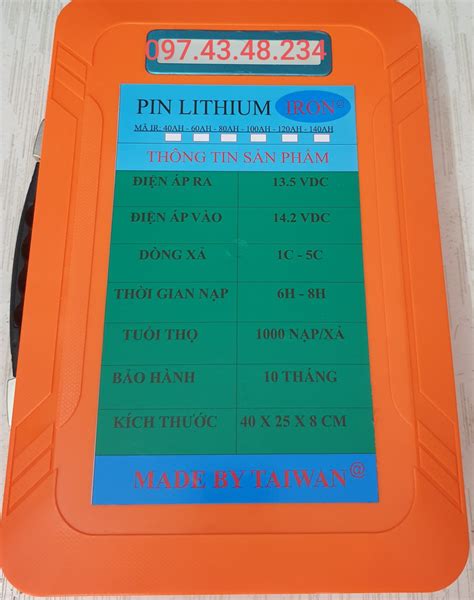 097.43.48.234
PIN LITHIUM IRON®
MÃ IR: 40AH - 60AH - 80AH - 100AH - 120AH - 140AH
THÔNG TIN SẢN PHẨM
ĐIỆN ÁP RA 13.5 VDC
ĐIỆN ÁP VÀO 14.2 VDC
DÒNG XẢ 1C - 5C
THỜI GIAN NẠP 6H - 8H
TUỔI THỌ 1000 NẠP/XẢ
BẢO HÀNH 10 THÁNG
KÍCH THƯỚC 40 X 25 X 8 CM
MADE BY TAIWAN@